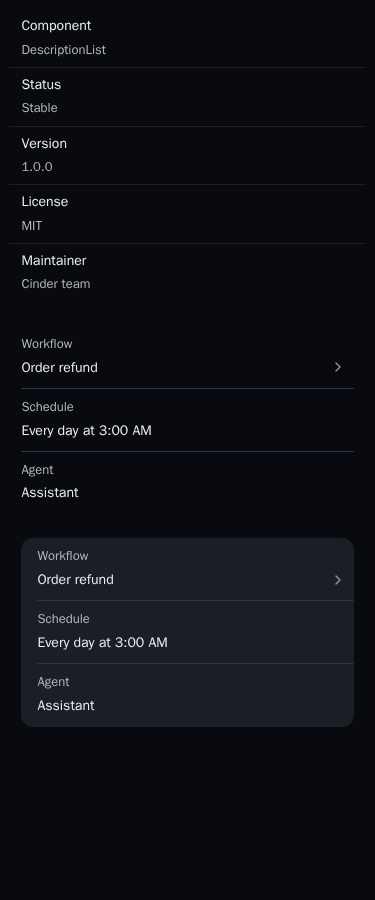 Component
DescriptionList
Status
Stable
Version
1.0.0
License
MIT
Maintainer
Cinder team
Workflow
Order refund
Schedule
Every day at 3:00 AM
Agent
Assistant
Workflow
Order refund
Schedule
Every day at 3:00 AM
Agent
Assistant